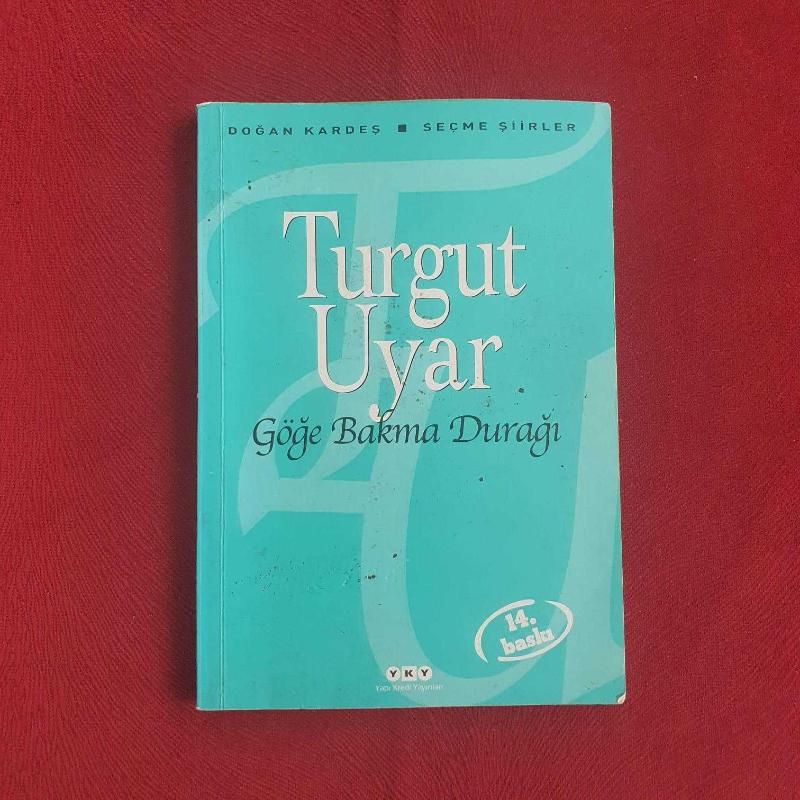 DOĞAN KARDEŞ ■ SEÇME ŞİİRLER
Turgut
Uyar
Göğe Bakma Durağı
14.
baskı
YKY
Yapı Kredi Yayınları